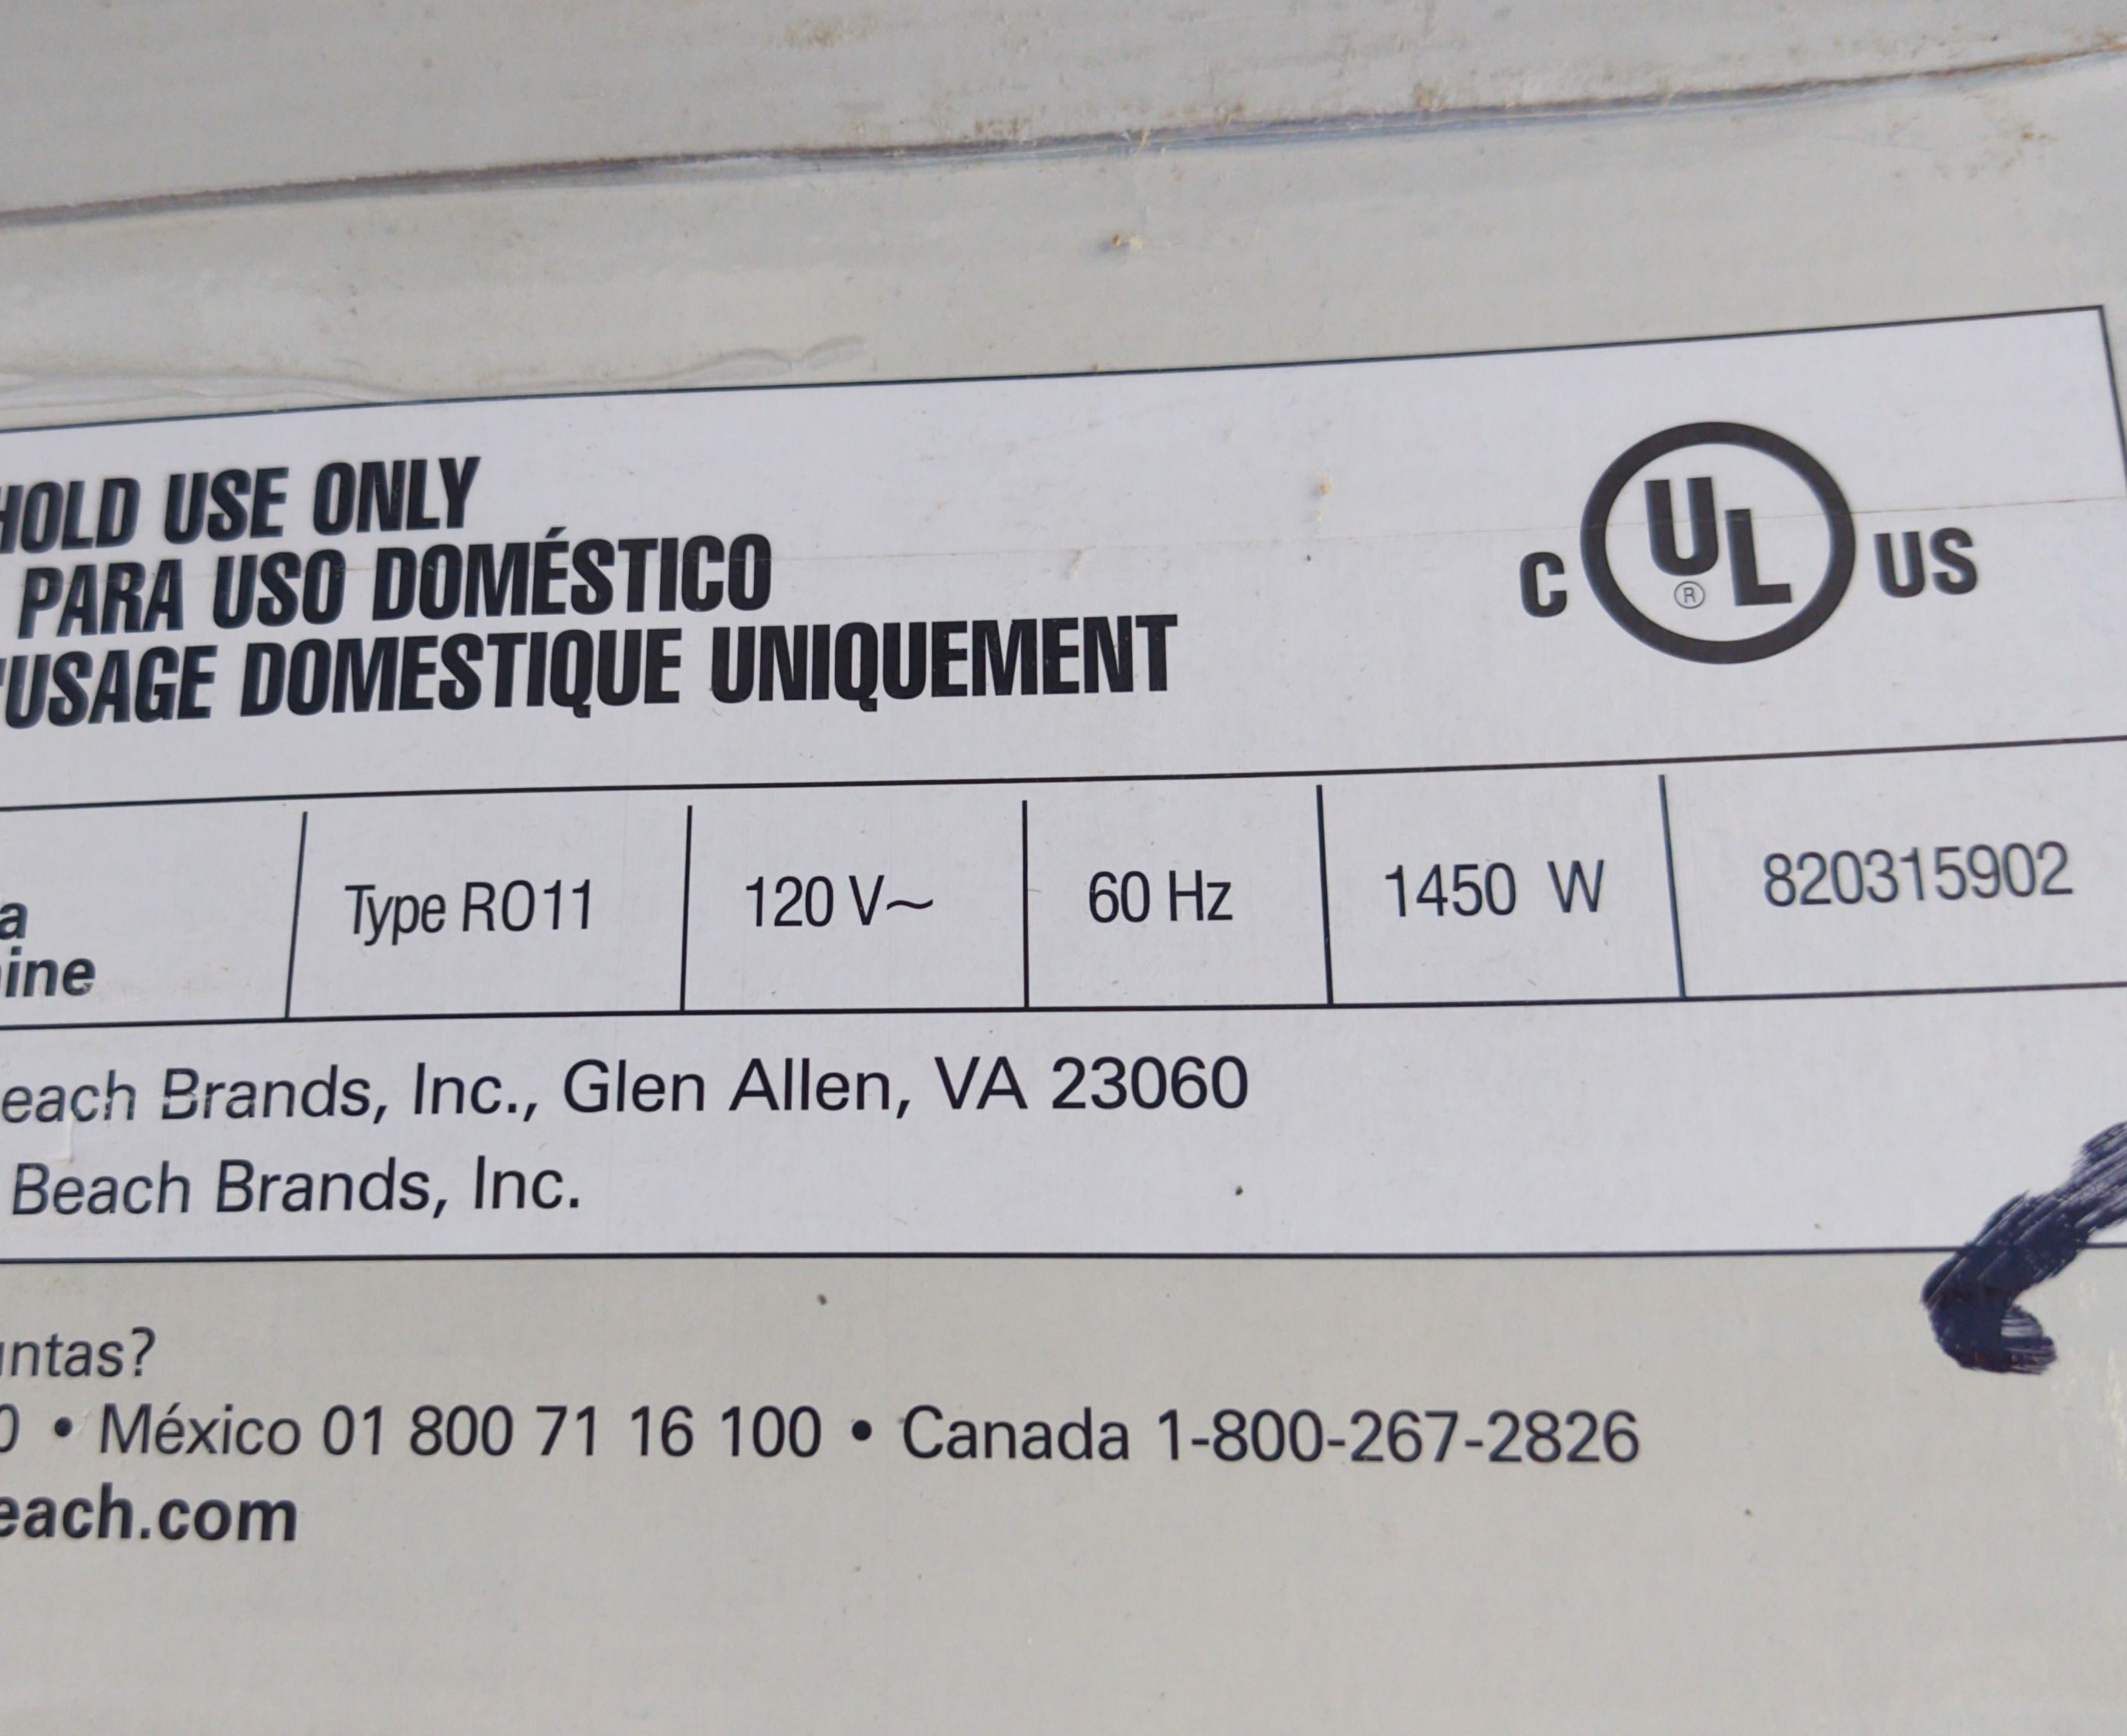 HOLD USE ONLY
PARA USO DOMÉSTICO
'USAGE DOMESTIQUE UNIQUEMENT
C UL® US
a
ine
Type RO11
120 V~
60 Hz
1450 W
820315902
each Brands, Inc., Glen Allen, VA 23060
Beach Brands, Inc.
ntas?
0 • México 01 800 71 16 100 • Canada 1-800-267-2826
each.com